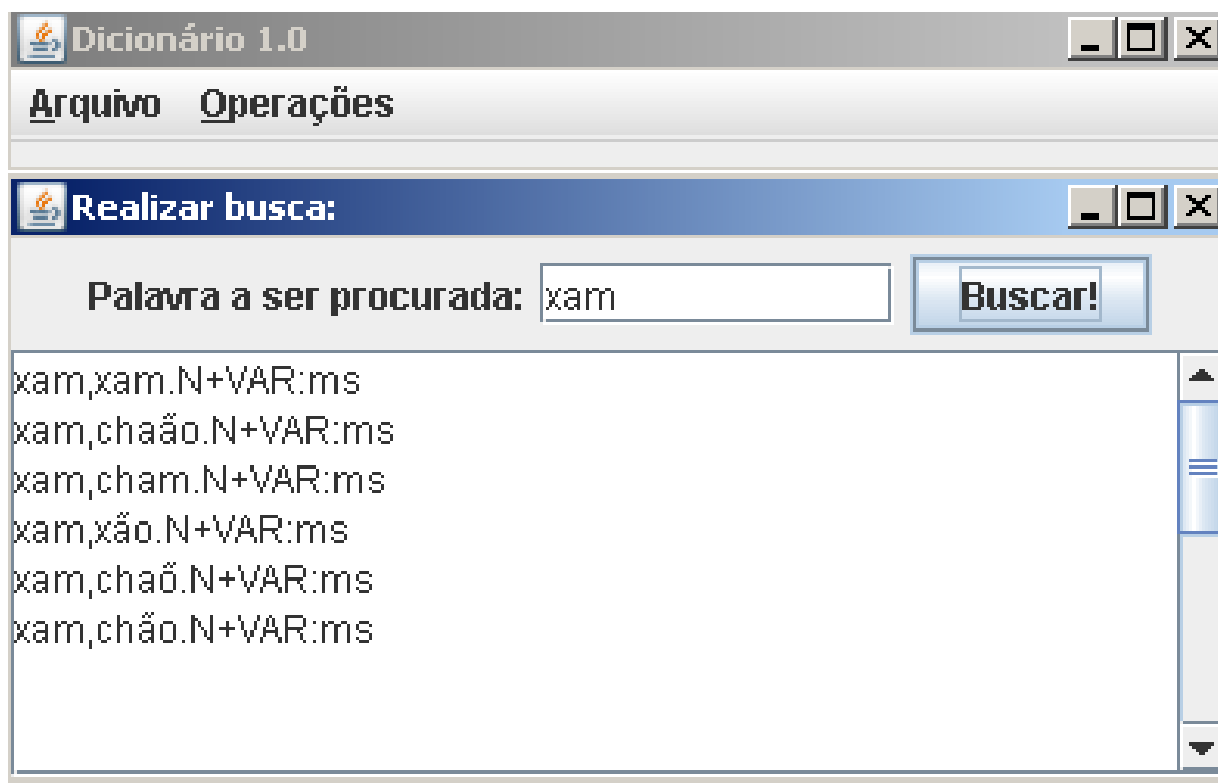 Dicionário 1.0
Arquivo Operações
Realizar busca:
Palavra a ser procurada: xam Buscar!
xam,xam.N+VAR:ms
xam,chaão.N+VAR:ms
xam,cham.N+VAR:ms
xam,xão.N+VAR:ms
xam,chaõ.N+VAR:ms
xam,chão.N+VAR:ms